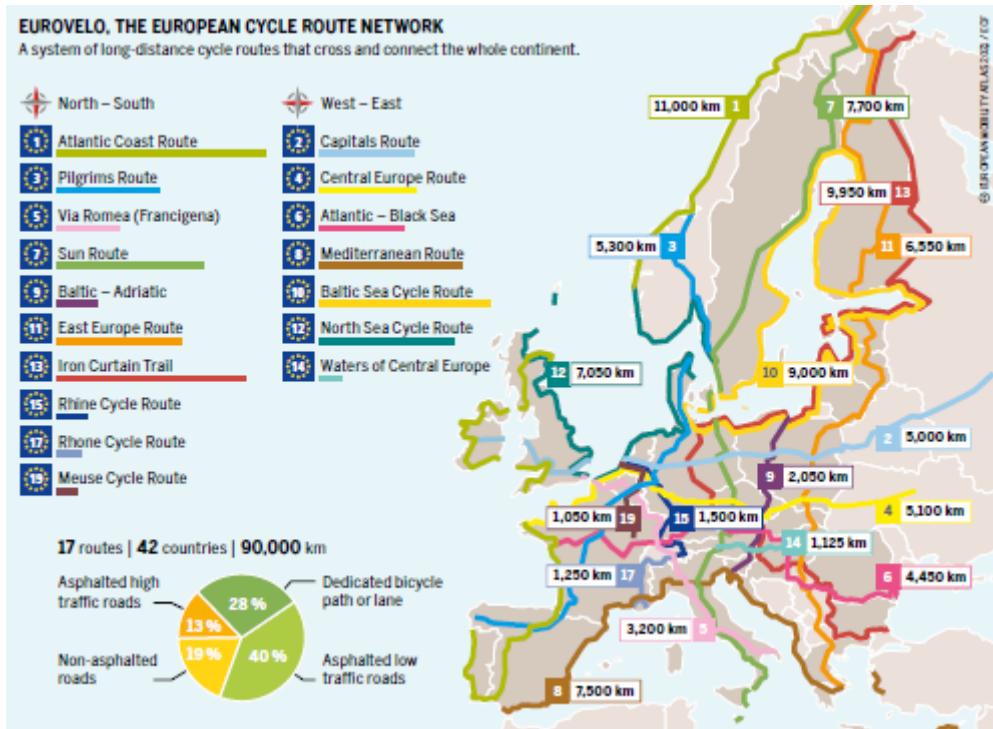 EUROVELO, THE EUROPEAN CYCLE ROUTE NETWORK
A system of long-distance cycle routes that cross and connect the whole continent.
North – South
1 Atlantic Coast Route
3 Pilgrims Route
5 Via Romea (Francigena)
7 Sun Route
9 Baltic – Adriatic
11 East Europe Route
13 Iron Curtain Trail
15 Rhine Cycle Route
17 Rhone Cycle Route
19 Meuse Cycle Route
West – East
2 Capitals Route
4 Central Europe Route
6 Atlantic – Black Sea
8 Mediterranean Route
10 Baltic Sea Cycle Route
12 North Sea Cycle Route
14 Waters of Central Europe
11,000 km 1
7 7,700 km
9,950 km 13
5,300 km 3
11 6,550 km
12 7,050 km
10 9,000 km
2 5,000 km
9 2,050 km
1,050 km 19
15 1,500 km
4 5,100 km
14 1,125 km
1,250 km 17
6 4,450 km
3,200 km 5
8 7,500 km
17 routes | 42 countries | 90,000 km
Asphalted high
traffic roads
13 %
28 %
Dedicated bicycle
path or lane
Non-asphalted
roads
19 %
40 %
Asphalted low
traffic roads
© EUROPEAN MOBILITY ATLAS 2021 / ECF